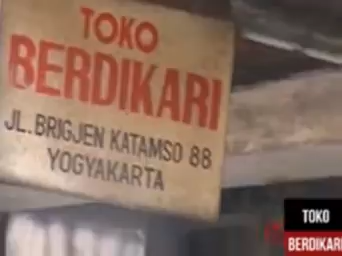 TOKO
BERDIKARI
JL. BRIGJEN KATAMSO 88
YOGYAKARTA
TOKO
BERDIKARI